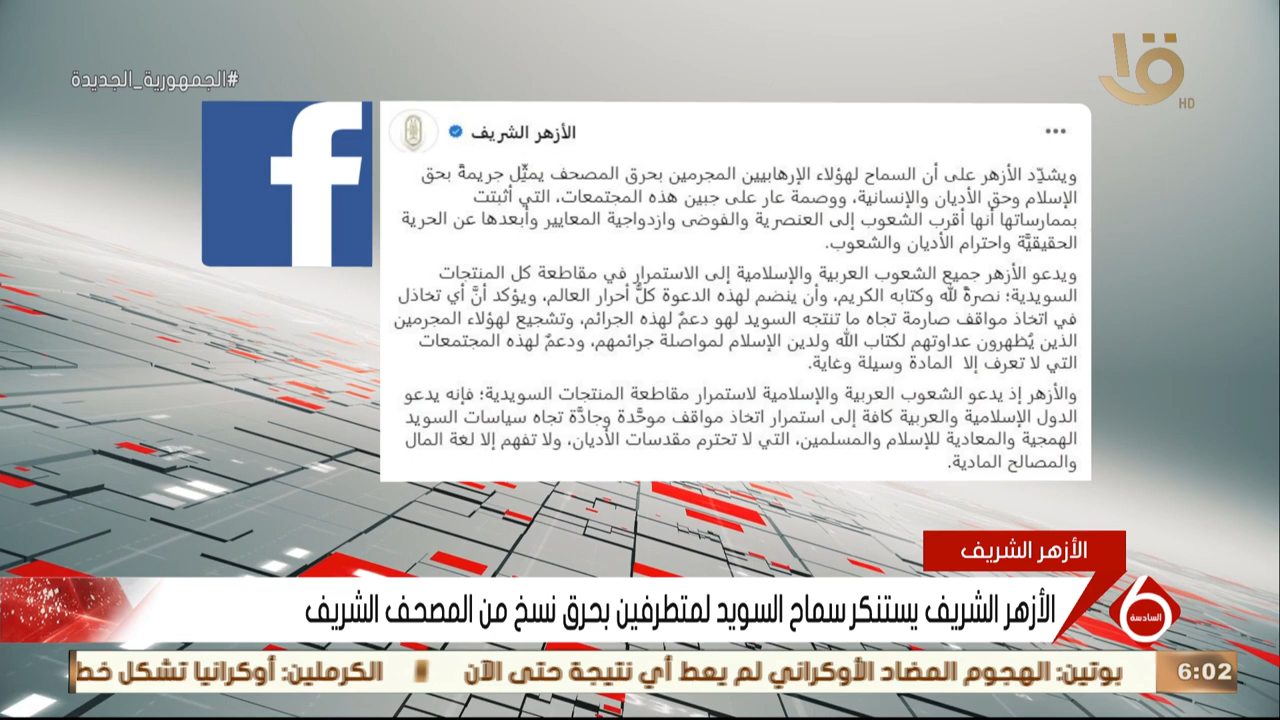 #الجمهورية_الجديدة
HD
الأزهر الشريف
ويشدِّد الأزهر على أن السماح لهؤلاء الإرهابيين المجرمين بحرق المصحف يمثِّل جريمةً بحق
الإسلام وحق الأديان والإنسانية، ووصمة عار على جبين هذه المجتمعات، التي أثبتت
بممارساتها أنها أقرب الشعوب إلى العنصرية والفوضى وازدواجية المعايير وأبعدها عن الحرية
الحقيقيَّة واحترام الأديان والشعوب.
ويدعو الأزهر جميع الشعوب العربية والإسلامية إلى الاستمرار في مقاطعة كل المنتجات
السويدية؛ نصرةً لله وكتابه الكريم، وأن ينضم لهذه الدعوة كلُّ أحرار العالم، ويؤكد أنَّ أي تخاذل
في اتخاذ مواقف صارمة تجاه ما تنتجه السويد لهو دعمٌ لهذه الجرائم، وتشجيع لهؤلاء المجرمين
الذين يُظهرون عداوتهم لكتاب الله ولدين الإسلام لمواصلة جرائمهم، ودعمٌ لهذه المجتمعات
التي لا تعرف إلا المادة وسيلة وغاية.
والأزهر إذ يدعو الشعوب العربية والإسلامية لاستمرار مقاطعة المنتجات السويدية؛ فإنه يدعو
الدول الإسلامية والعربية كافة إلى استمرار اتخاذ مواقف موحَّدة وجادَّة تجاه سياسات السويد
الهمجية والمعادية للإسلام والمسلمين، التي لا تحترم مقدسات الأديان، ولا تفهم إلا لغة المال
والمصالح المادية.
الأزهر الشريف
الأزهر الشريف يستنكر سماح السويد لمتطرفين بحرق نسخ من المصحف الشريف
السادسة
6:02 بوتين: الهجوم المضاد الأوكراني لم يعط أي نتيجة حتى الآن الكرملين: أوكرانيا تشكل خط